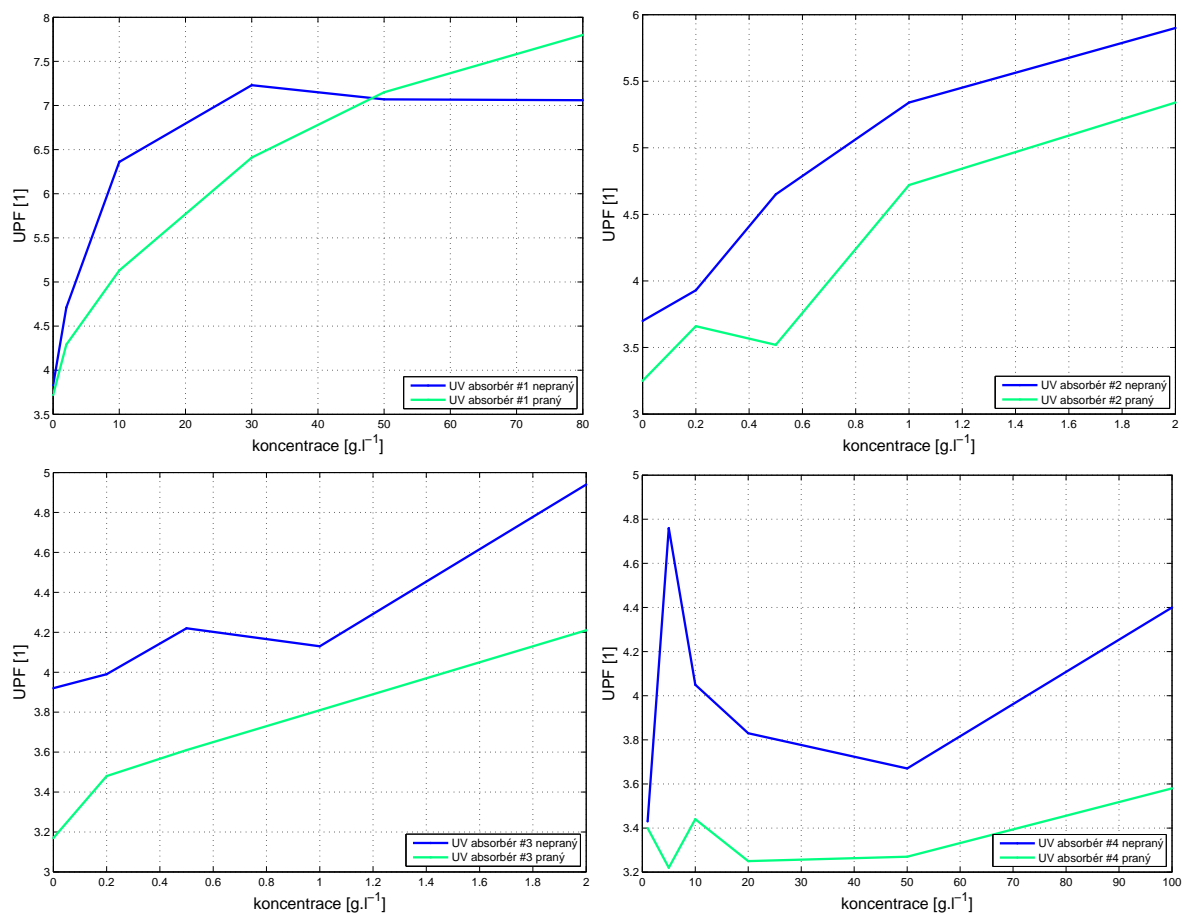 8
7.5
7
6.5
6
5.5
5
4.5
4
3.5
UPF [1]
0 10 20 30 40 50 60 70 80
koncentrace [g.l⁻¹]
UV absorbér #1 nepraný
UV absorbér #1 praný
6
5.5
5
4.5
4
3.5
3
UPF [1]
0 0.2 0.4 0.6 0.8 1 1.2 1.4 1.6 1.8 2
koncentrace [g.l⁻¹]
UV absorbér #2 nepraný
UV absorbér #2 praný
5
4.8
4.6
4.4
4.2
4
3.8
3.6
3.4
3.2
3
UPF [1]
0 0.2 0.4 0.6 0.8 1 1.2 1.4 1.6 1.8 2
koncentrace [g.l⁻¹]
UV absorbér #3 nepraný
UV absorbér #3 praný
5
4.8
4.6
4.4
4.2
4
3.8
3.6
3.4
3.2
UPF [1]
0 10 20 30 40 50 60 70 80 90 100
koncentrace [g.l⁻¹]
UV absorbér #4 nepraný
UV absorbér #4 praný